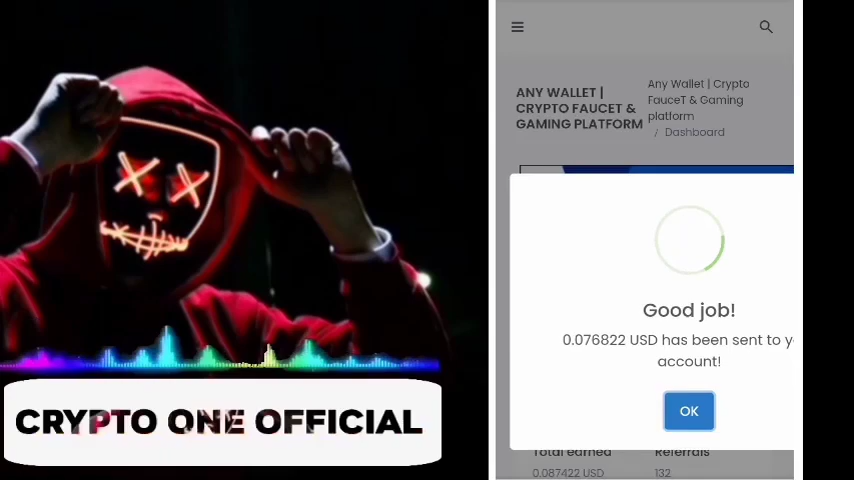 CRYPTO ONE OFFICIAL
ANY WALLET |
CRYPTO FAUCET &
GAMING PLATFORM
Any Wallet | Crypto
FauceT & Gaming
platform
/ Dashboard
Good job!
0.076822 USD has been sent to y
account!
OK
Total earned
Referrals
0.087422 USD
132